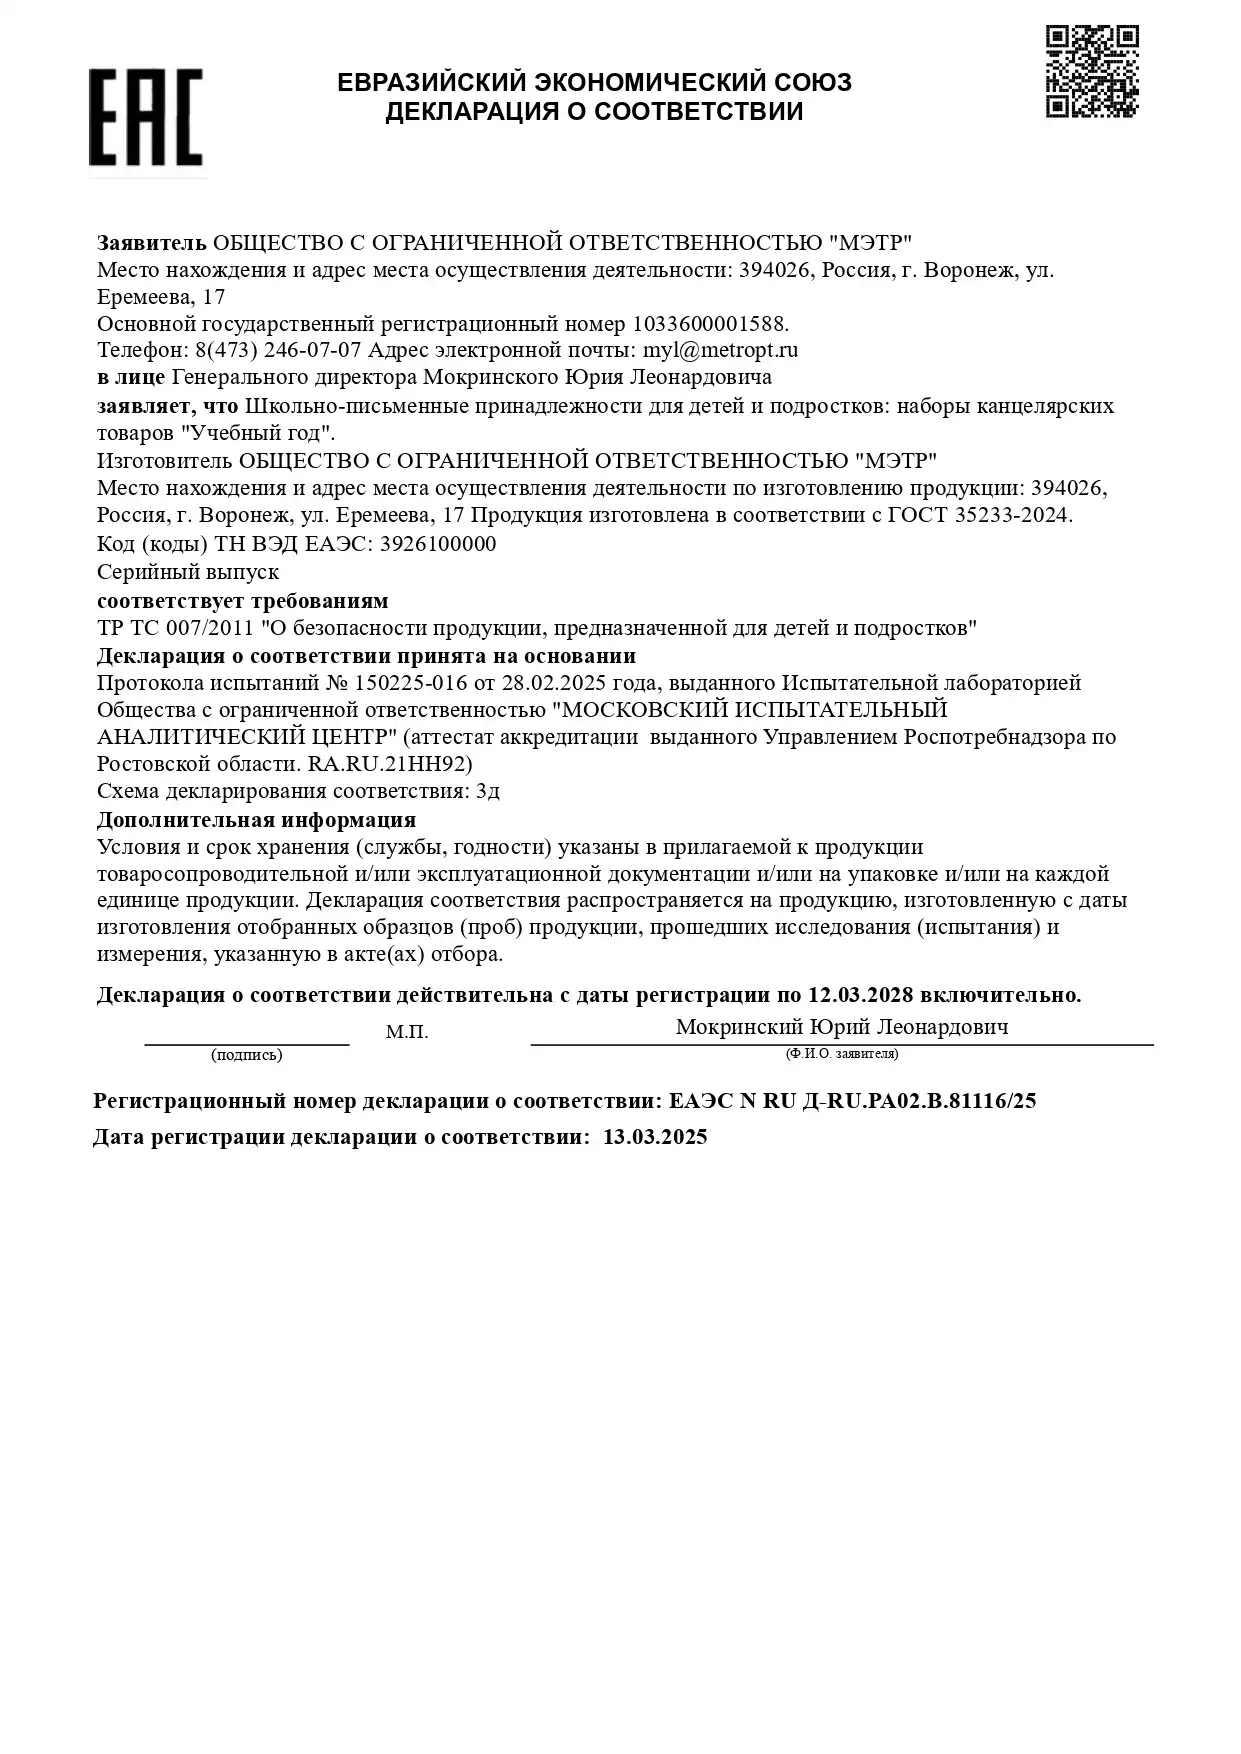 ЕАС
ЕВРАЗИЙСКИЙ ЭКОНОМИЧЕСКИЙ СОЮЗ
ДЕКЛАРАЦИЯ О СООТВЕТСТВИИ
Заявитель ОБЩЕСТВО С ОГРАНИЧЕННОЙ ОТВЕТСТВЕННОСТЬЮ "МЭТР"
Место нахождения и адрес места осуществления деятельности: 394026, Россия, г. Воронеж, ул.
Еремеева, 17
Основной государственный регистрационный номер 1033600001588.
Телефон: 8(473) 246-07-07 Адрес электронной почты: myl@metropt.ru
в лице Генерального директора Мокринского Юрия Леонардовича
заявляет, что Школьно-письменные принадлежности для детей и подростков: наборы канцелярских
товаров "Учебный год".
Изготовитель ОБЩЕСТВО С ОГРАНИЧЕННОЙ ОТВЕТСТВЕННОСТЬЮ "МЭТР"
Место нахождения и адрес места осуществления деятельности по изготовлению продукции: 394026,
Россия, г. Воронеж, ул. Еремеева, 17 Продукция изготовлена в соответствии с ГОСТ 35233-2024.
Код (коды) ТН ВЭД ЕАЭС: 3926100000
Серийный выпуск
соответствует требованиям
ТР ТС 007/2011 "О безопасности продукции, предназначенной для детей и подростков"
Декларация о соответствии принята на основании
Протокола испытаний № 150225-016 от 28.02.2025 года, выданного Испытательной лабораторией
Общества с ограниченной ответственностью "МОСКОВСКИЙ ИСПЫТАТЕЛЬНЫЙ
АНАЛИТИЧЕСКИЙ ЦЕНТР" (аттестат аккредитации  выданного Управлением Роспотребнадзора по
Ростовской области. RA.RU.21НН92)
Схема декларирования соответствия: 3д
Дополнительная информация
Условия и срок хранения (службы, годности) указаны в прилагаемой к продукции
товаросопроводительной и/или эксплуатационной документации и/или на упаковке и/или на каждой
единице продукции. Декларация соответствия распространяется на продукцию, изготовленную с даты
изготовления отобранных образцов (проб) продукции, прошедших исследования (испытания) и
измерения, указанную в акте(ах) отбора.
Декларация о соответствии действительна с даты регистрации по 12.03.2028 включительно.
М.П.
Мокринский Юрий Леонардович
(подпись)
(Ф.И.О. заявителя)
Регистрационный номер декларации о соответствии: ЕАЭС N RU Д-RU.РА02.В.81116/25
Дата регистрации декларации о соответствии:  13.03.2025